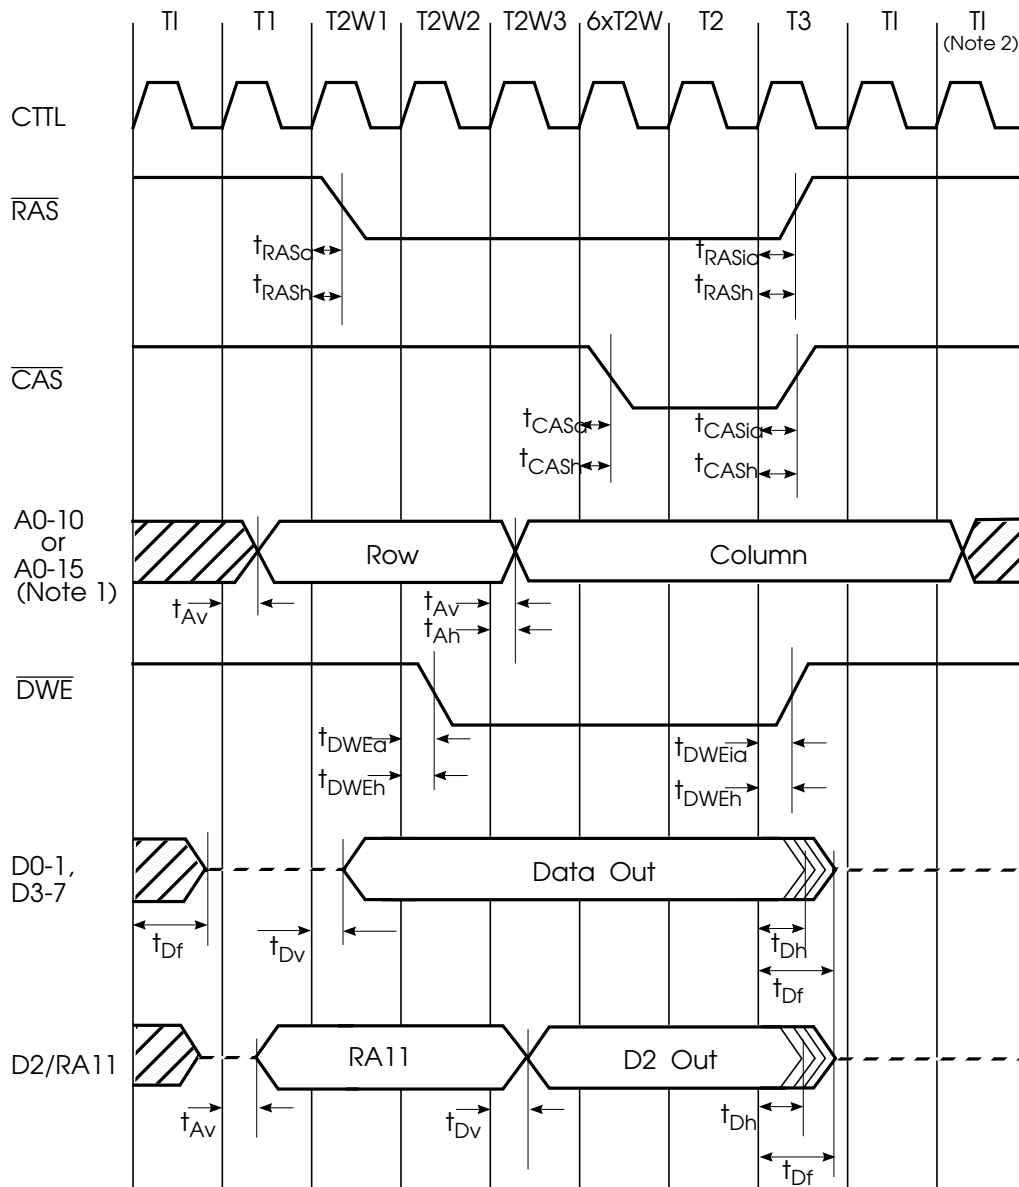 TI T1 T2W1 T2W2 T2W3 6xT2W T2 T3 TI TI
(Note 2)
CTTL
RAS
tRASa tRASia
tRASh tRASh
CAS
tCASa tCASia
tCASh tCASh
A0-10
or
A0-15
(Note 1)
Row Column
tAv tAv
tAh
DWE
tDWEa tDWEia
tDWEh tDWEh
D0-1,
D3-7
Data Out
tDf tDv tDh
tDf
D2/RA11
RA11 D2 Out
tAv tDv tDh
tDf